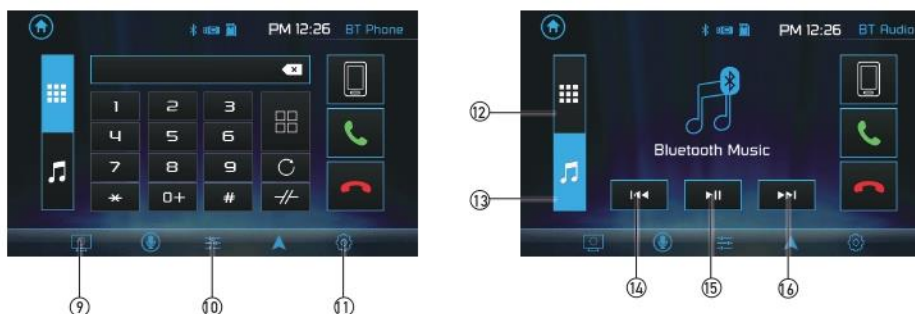 PM 12:26 BT Phone
1 2 3
4 5 6
7 8 9
* 0+ #
⑨ ⑩ ⑪
PM 12:26 BT Audio
Bluetooth Music
⑫
⑬
⑭ ⑮ ⑯